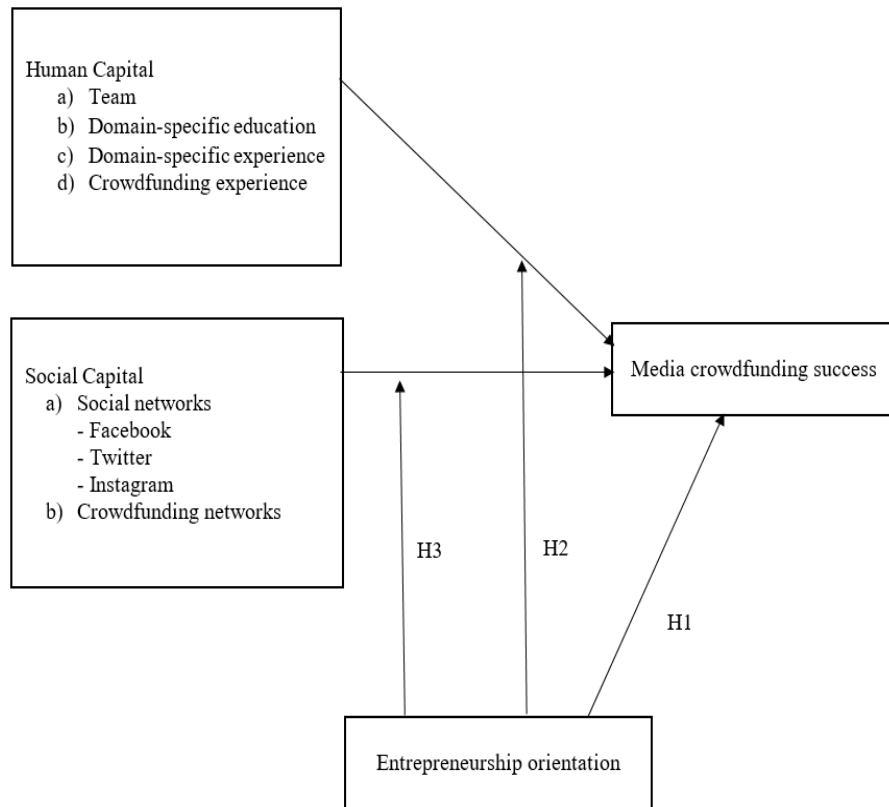 Human Capital
a) Team
b) Domain-specific education
c) Domain-specific experience
d) Crowdfunding experience
Social Capital
a) Social networks
- Facebook
- Twitter
- Instagram
b) Crowdfunding networks
Media crowdfunding success
H3
H2
H1
Entrepreneurship orientation